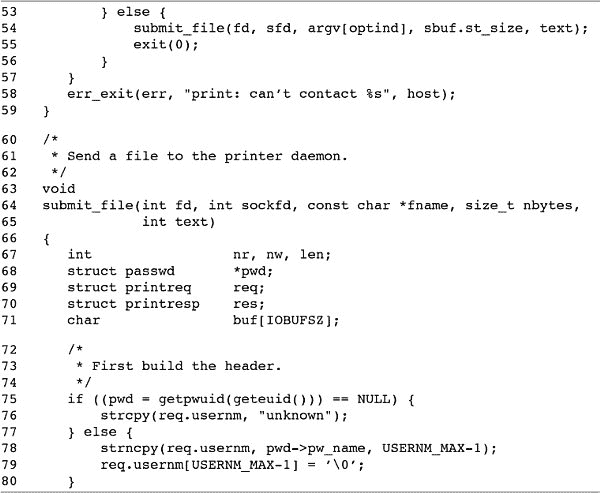 53            } else {
54                submit_file(fd, sfd, argv[optind], sbuf.st_size, text);
55                exit(0);
56            }
57        }
58        err_exit(err, "print: can’t contact %s", host);
59    }
60    /*
61     * Send a file to the printer daemon.
62     */
63    void
64    submit_file(int fd, int sockfd, const char *fname, size_t nbytes,
65                int text)
66    {
67        int                 nr, nw, len;
68        struct passwd       *pwd;
69        struct printreq     req;
70        struct printresp    res;
71        char                buf[IOBUFSZ];
72        /*
73         * First build the header.
74         */
75        if ((pwd = getpwuid(geteuid())) == NULL) {
76            strcpy(req.usernm, "unknown");
77        } else {
78            strncpy(req.usernm, pwd->pw_name, USERNM_MAX-1);
79            req.usernm[USERNM_MAX-1] = ‘\0’;
80        }